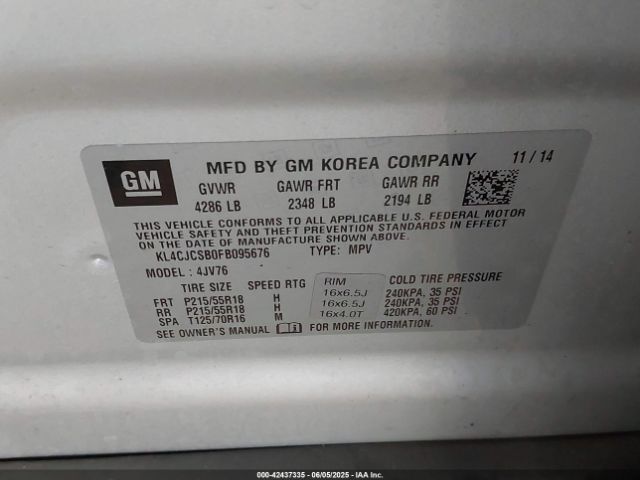 GM
MFD BY GM KOREA COMPANY 11 / 14
GVWR GAWR FRT GAWR RR
4286 LB 2348 LB 2194 LB
THIS VEHICLE CONFORMS TO ALL APPLICABLE U.S. FEDERAL MOTOR
VEHICLE SAFETY AND THEFT PREVENTION STANDARDS IN EFFECT
ON THE DATE OF MANUFACTURE SHOWN ABOVE.
KL4CJCSB0FB095676 TYPE: MPV
MODEL : 4JV76
TIRE SIZE SPEED RTG RIM COLD TIRE PRESSURE
FRT P215/55R18 H 16x6.5J 240KPA, 35 PSI
RR P215/55R18 H 16x6.5J 240KPA, 35 PSI
SPA T125/70R16 M 16x4.0T 420KPA, 60 PSI
SEE OWNER'S MANUAL FOR MORE INFORMATION.
000-42437335 - 06/05/2025 - IAA Inc.